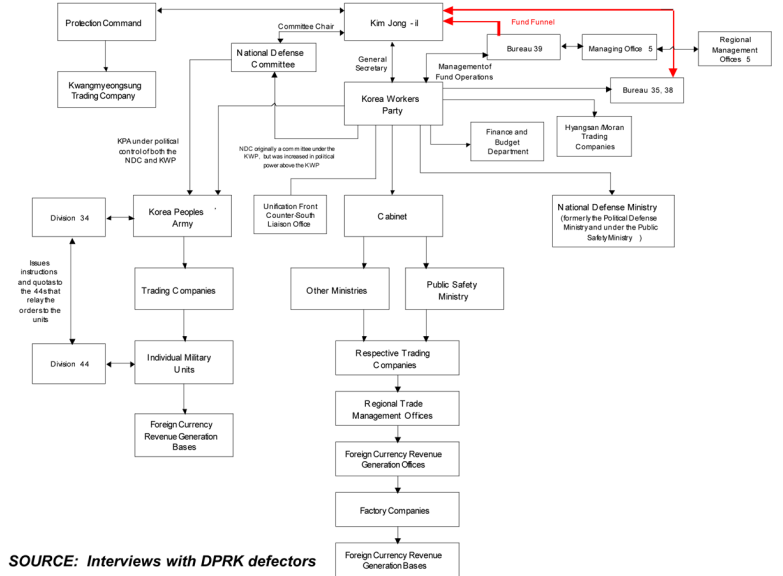 Protection Command
Kwangmyeongsung
Trading Company
Committee Chair
Kim Jong - il
Fund Funnel
National Defense
Committee
General
Secretary
Management of
Fund Operations
Bureau 39
Managing Office 5
Regional
Management
Offices 5
Bureau 35, 38
Korea Workers
Party
Hyangsan /Moran
Trading
Companies
Finance and
Budget
Department
KPA under political
control of both the
NDC and KWP
NDC originally a committee under the
KWP, but was increased in political
power above the KWP
Division 34
Korea Peoples '
Army
Unification Front
Counter-South
Liaison Office
Cabinet
National Defense Ministry
(formerly the Political Defense
Ministry and under the Public
Safety Ministry )
Issues
instructions
and quotas to
the 44s that
relay the
orders to the
units
Trading Companies
Other Ministries
Public Safety
Ministry
Division 44
Individual Military
Units
Respective Trading
Companies
Foreign Currency
Revenue Generation
Bases
Regional Trade
Management Offices
Foreign Currency Revenue
Generation Offices
Factory Companies
Foreign Currency Revenue
Generation Bases
SOURCE: Interviews with DPRK defectors